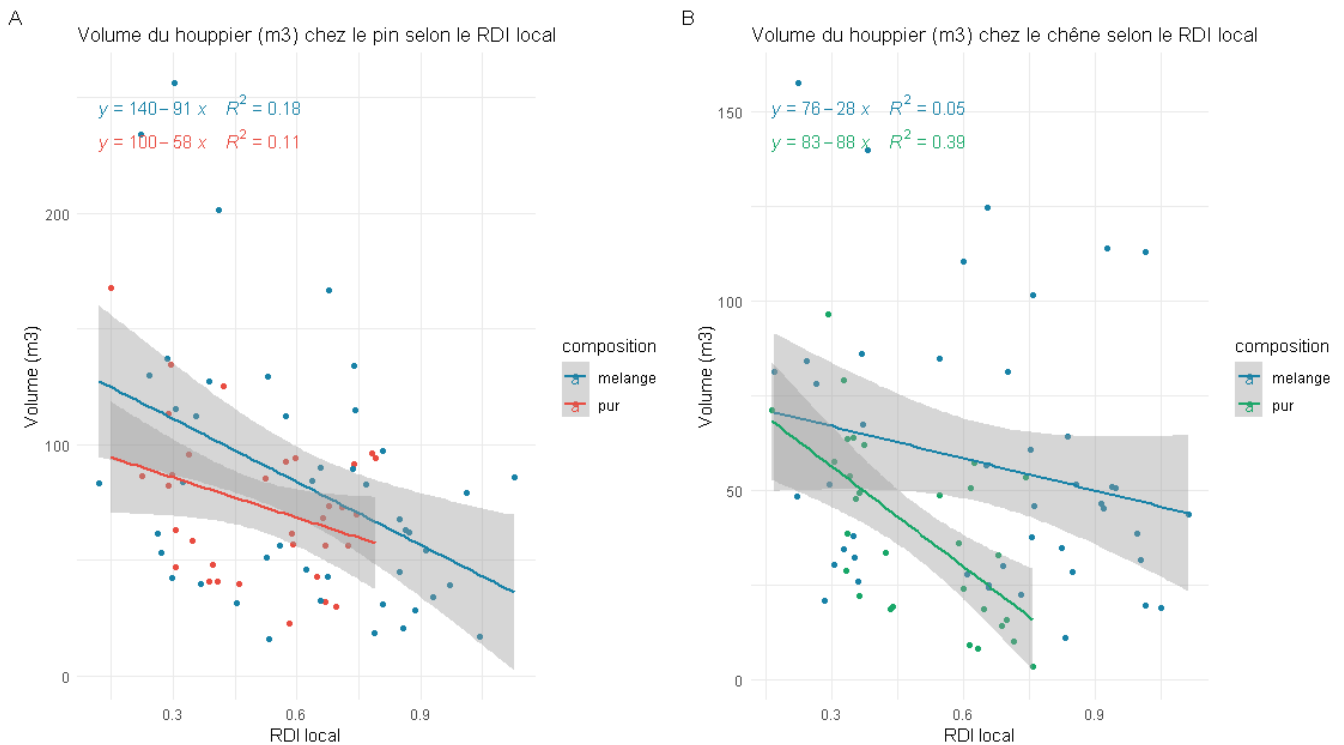 A
Volume du houppier (m3) chez le pin selon le RDI local
y = 140 – 91 x R² = 0.18
y = 100 – 58 x R² = 0.11
200
100
0
Volume (m3)
0.3 0.6 0.9
RDI local
composition
a melange
a pur
B
Volume du houppier (m3) chez le chêne selon le RDI local
y = 76 – 28 x R² = 0.05
y = 83 – 88 x R² = 0.39
150
100
50
0
Volume (m3)
0.3 0.6 0.9
RDI local
composition
a melange
a pur